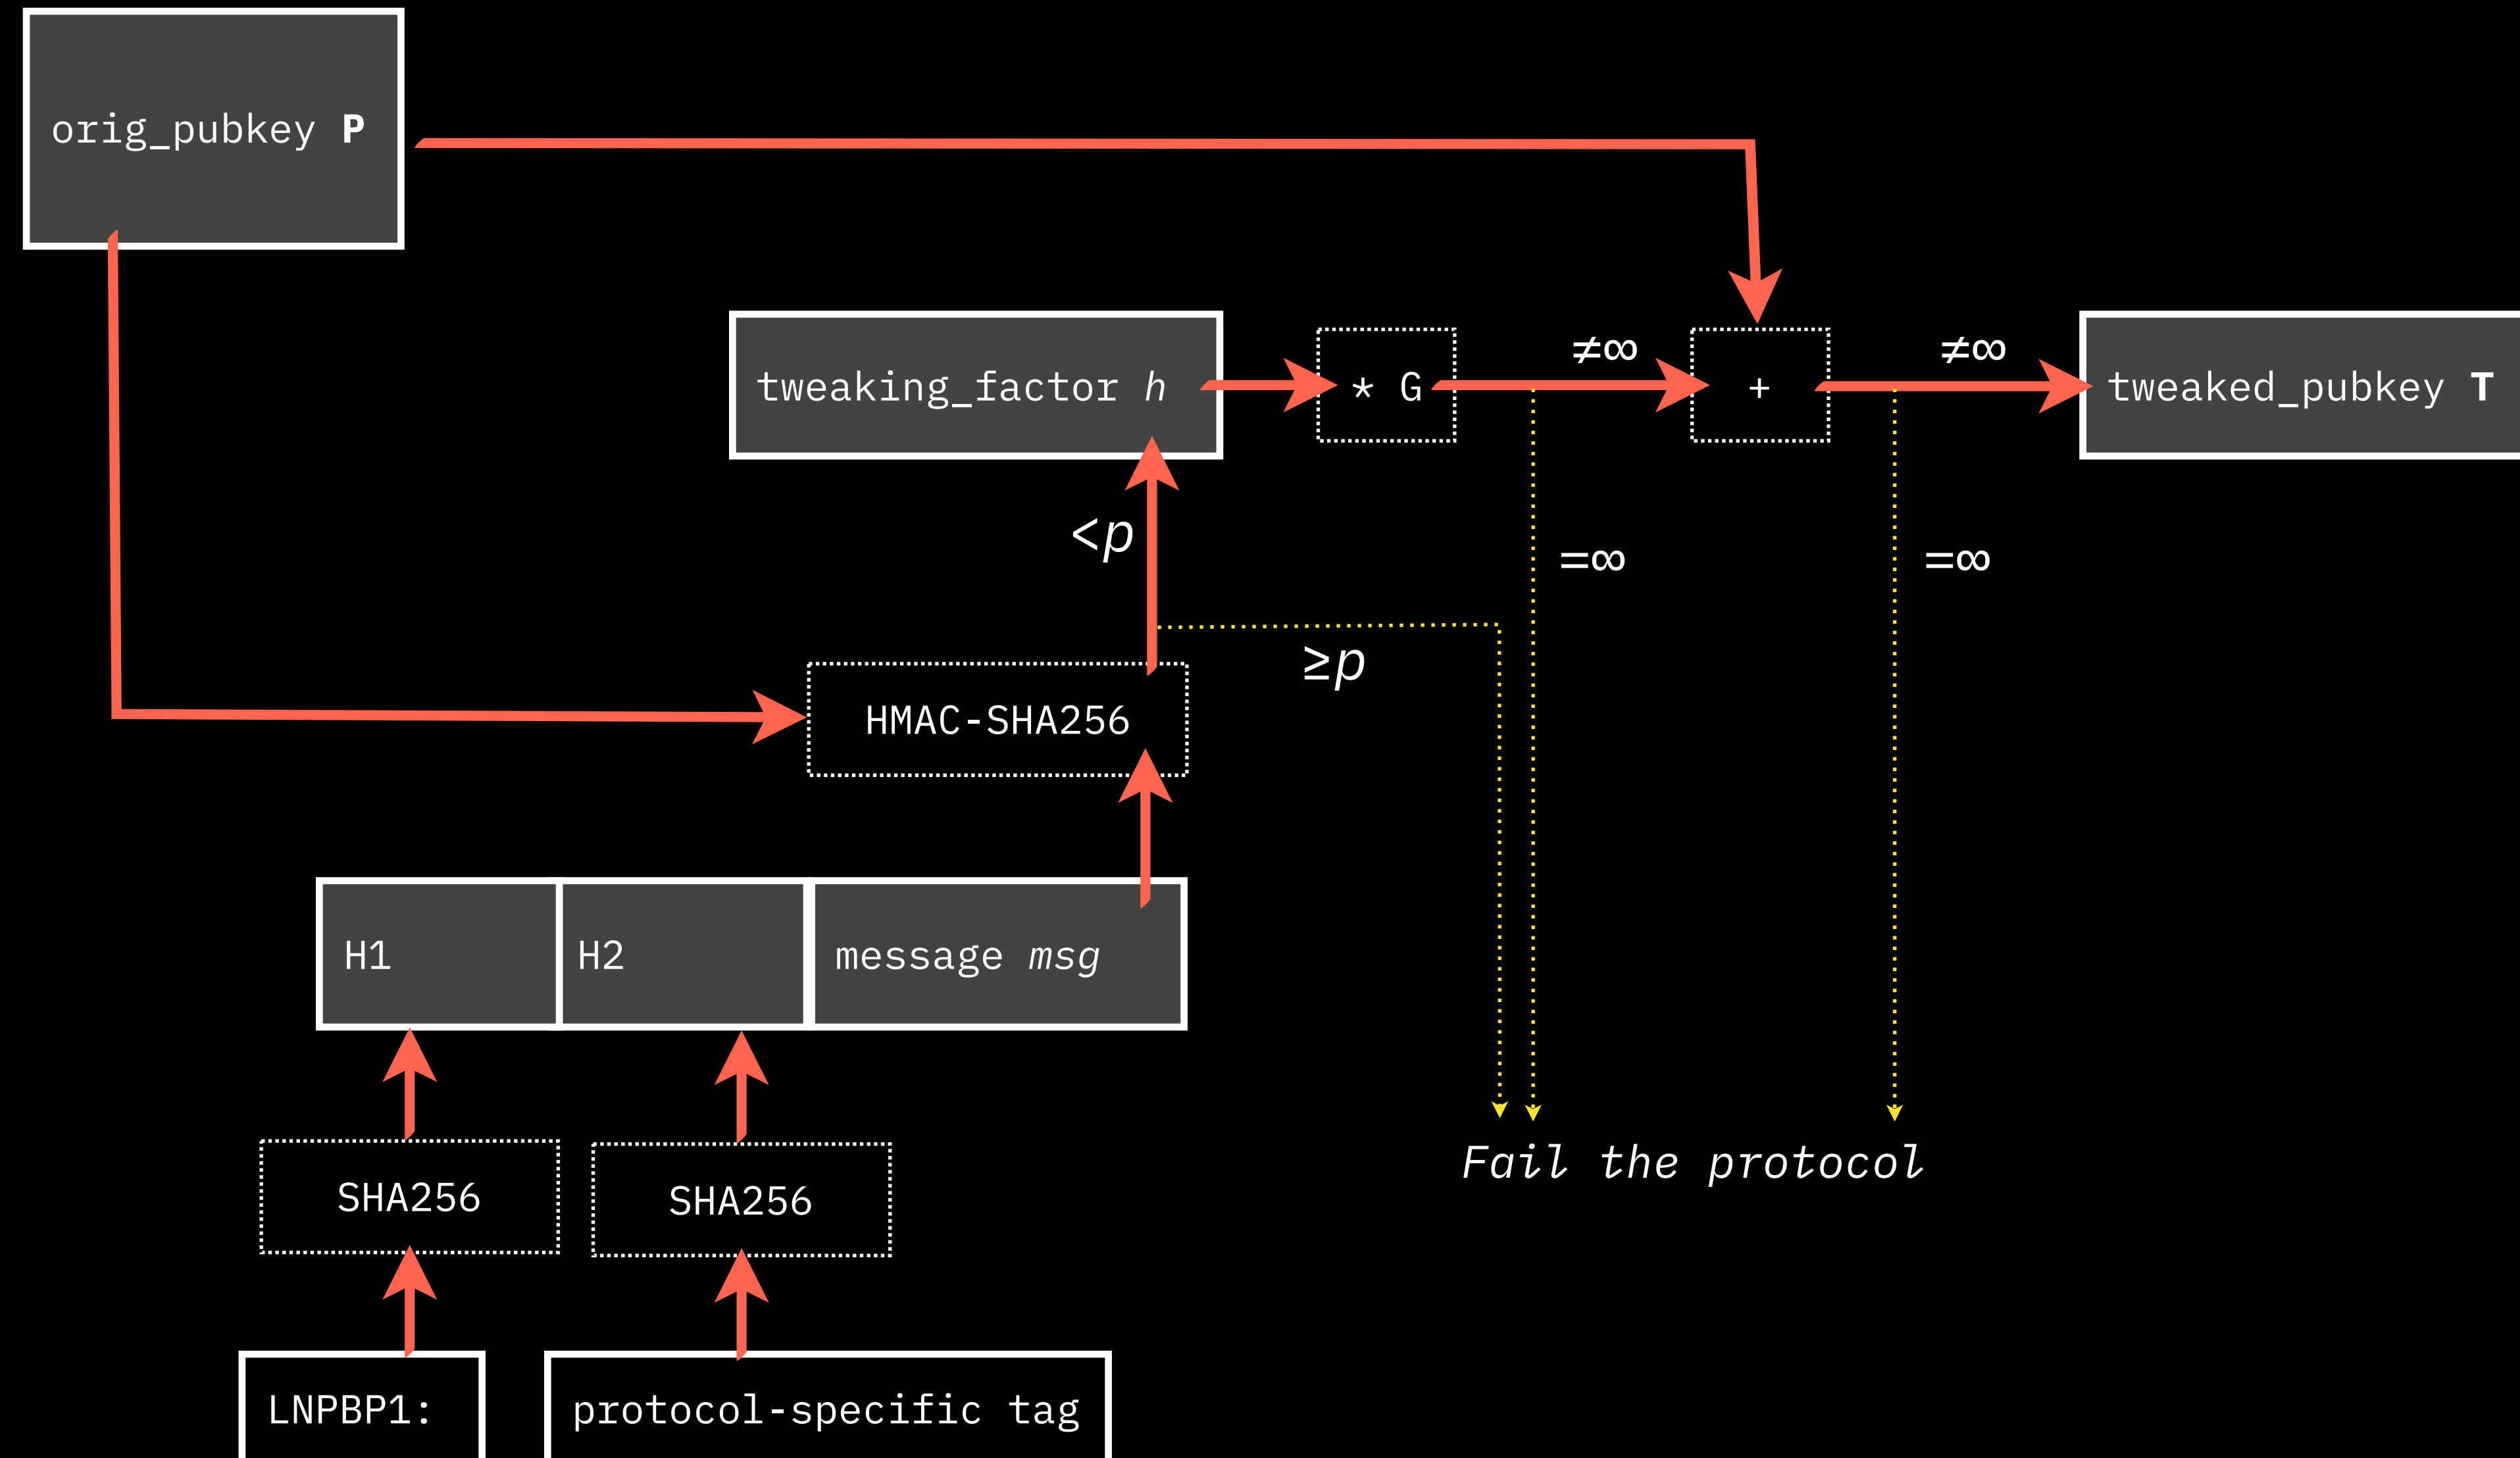 orig_pubkey P
≠∞
≠∞
tweaking_factor h
* G
+
tweaked_pubkey T
<p
=∞
=∞
≥p
HMAC-SHA256
H1
H2
message msg
Fail the protocol
SHA256
SHA256
LNPBP1:
protocol-specific tag